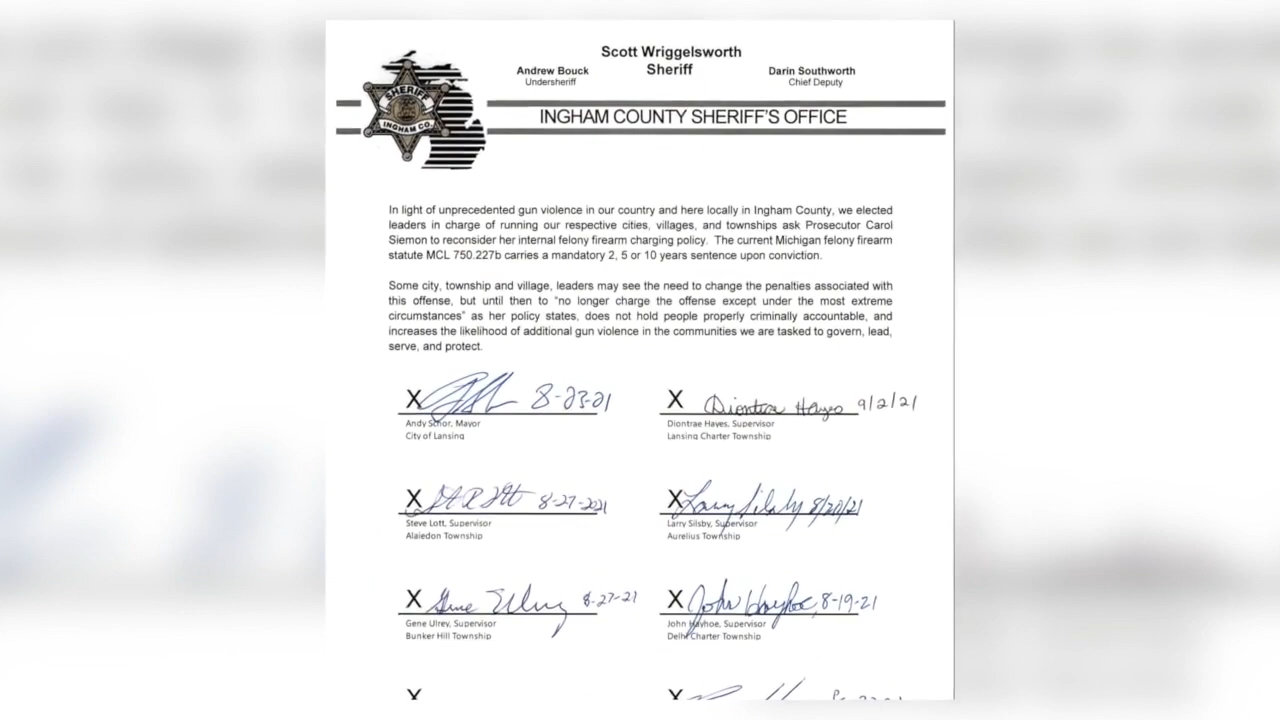 Scott Wriggelsworth
Sheriff
Andrew Bouck
Undersheriff
Darin Southworth
Chief Deputy
SHERIFF
INGHAM CO.
INGHAM COUNTY SHERIFF'S OFFICE
In light of unprecedented gun violence in our country and here locally in Ingham County, we elected
leaders in charge of running our respective cities, villages, and townships ask Prosecutor Carol
Siemon to reconsider her internal felony firearm charging policy. The current Michigan felony firearm
statute MCL 750.227b carries a mandatory 2, 5 or 10 years sentence upon conviction.
Some city, township and village, leaders may see the need to change the penalties associated with
this offense, but until then to "no longer charge the offense except under the most extreme
circumstances" as her policy states, does not hold people properly criminally accountable, and
increases the likelihood of additional gun violence in the communities we are tasked to govern, lead,
serve, and protect.
X 8-23-21
Andy Schor, Mayor
City of Lansing
X Diontrae Hayes 9/2/21
Diontrae Hayes, Supervisor
Lansing Charter Township
X 8-27-2021
Steve Lott, Supervisor
Alaiedon Township
X Larry Silsby 8/20/21
Larry Silsby, Supervisor
Aurelius Township
X Gene Ulrey 8-27-21
Gene Ulrey, Supervisor
Bunker Hill Township
X John Hayhoe, 8-19-21
John Hayhoe, Supervisor
Delhi Charter Township
X
X